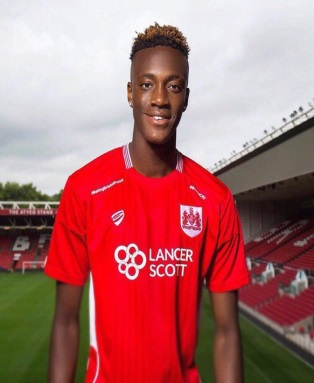 THE ATYEO STAND
LANCER
SCOTT